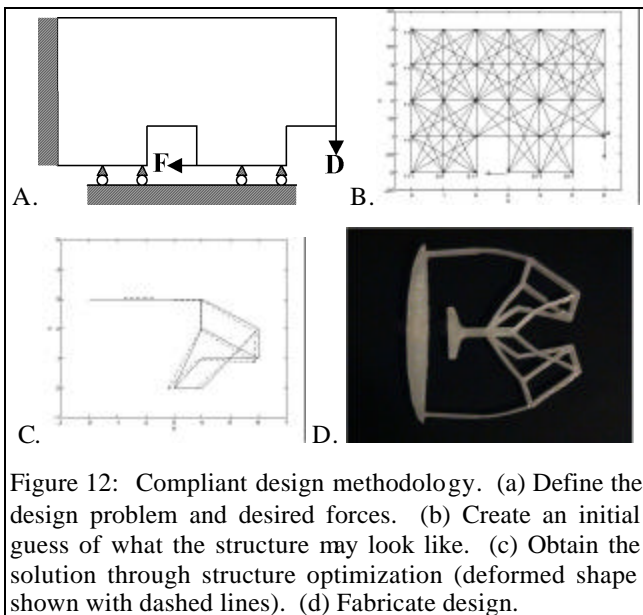 F D
A. B.
C. D.
Figure 12: Compliant design methodology. (a) Define the
design problem and desired forces. (b) Create an initial
guess of what the structure may look like. (c) Obtain the
solution through structure optimization (deformed shape
shown with dashed lines). (d) Fabricate design.